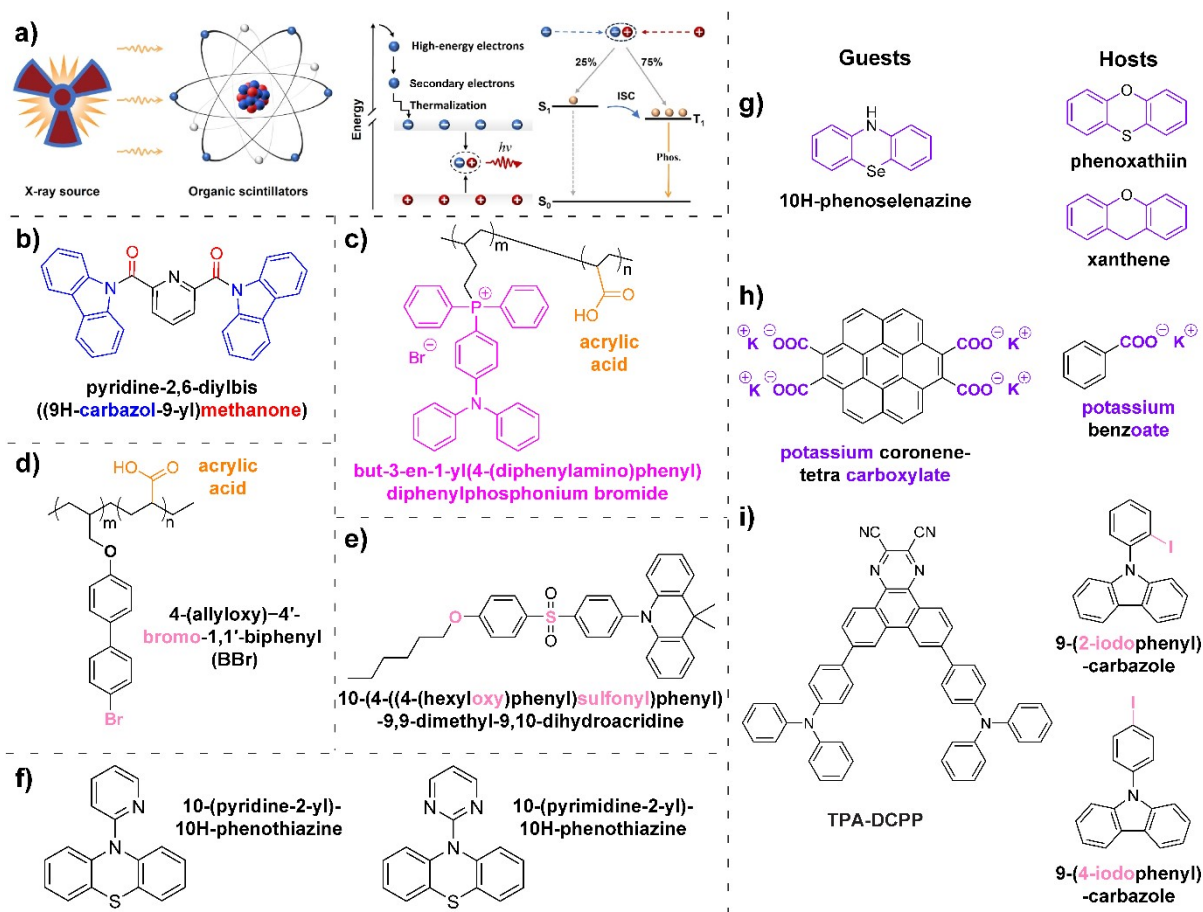 a)
X-ray source
Organic scintillators
Energy
High-energy electrons
Secondary electrons
Thermalization
hv
25%
75%
S1
ISC
T1
Phos.
S0
b)
O
O
N
N
N
pyridine-2,6-diylbis
((9H-carbazol-9-yl)methanone)
c)
m
n
P
O
HO
Br
acrylic
acid
N
but-3-en-1-yl(4-(diphenylamino)phenyl)
diphenylphosphonium bromide
d)
HO
O
acrylic
acid
m
n
O
4-(allyloxy)−4′-
bromo-1,1′-biphenyl
(BBr)
Br
e)
O
O
S
O
N
10-(4-((4-(hexyloxy)phenyl)sulfonyl)phenyl)
-9,9-dimethyl-9,10-dihydroacridine
f)
N
N
S
10-(pyridine-2-yl)-
10H-phenothiazine
N
N
N
S
10-(pyrimidine-2-yl)-
10H-phenothiazine
Guests
Hosts
g)
H
N
Se
10H-phenoselenazine
O
S
phenoxathiin
O
xanthene
h)
K
OOC
COO
K
K
OOC
COO
K
potassium coronene-
tetra carboxylate
COO
K
potassium
benzoate
i)
CN
CN
N
N
N
N
TPA-DCPP
I
N
9-(2-iodophenyl)
-carbazole
I
N
9-(4-iodophenyl)
-carbazole